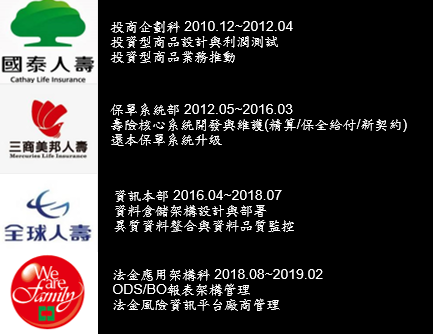 國泰人壽
Cathay Life Insurance
投商企劃科 2010.12~2012.04
投資型商品設計與利潤測試
投資型商品業務推動
三商美邦人壽
Mercuries Life Insurance
保單系統部 2012.05~2016.03
壽險核心系統開發與維護(精算/保全給付/新契約)
還本保單系統升級
全球人壽
資訊本部 2016.04~2018.07
資料倉儲架構設計與部署
異質資料整合與資料品質監控
We are
Family
法金應用架構科 2018.08~2019.02
ODS/BO報表架構管理
法金風險資訊平台廠商管理